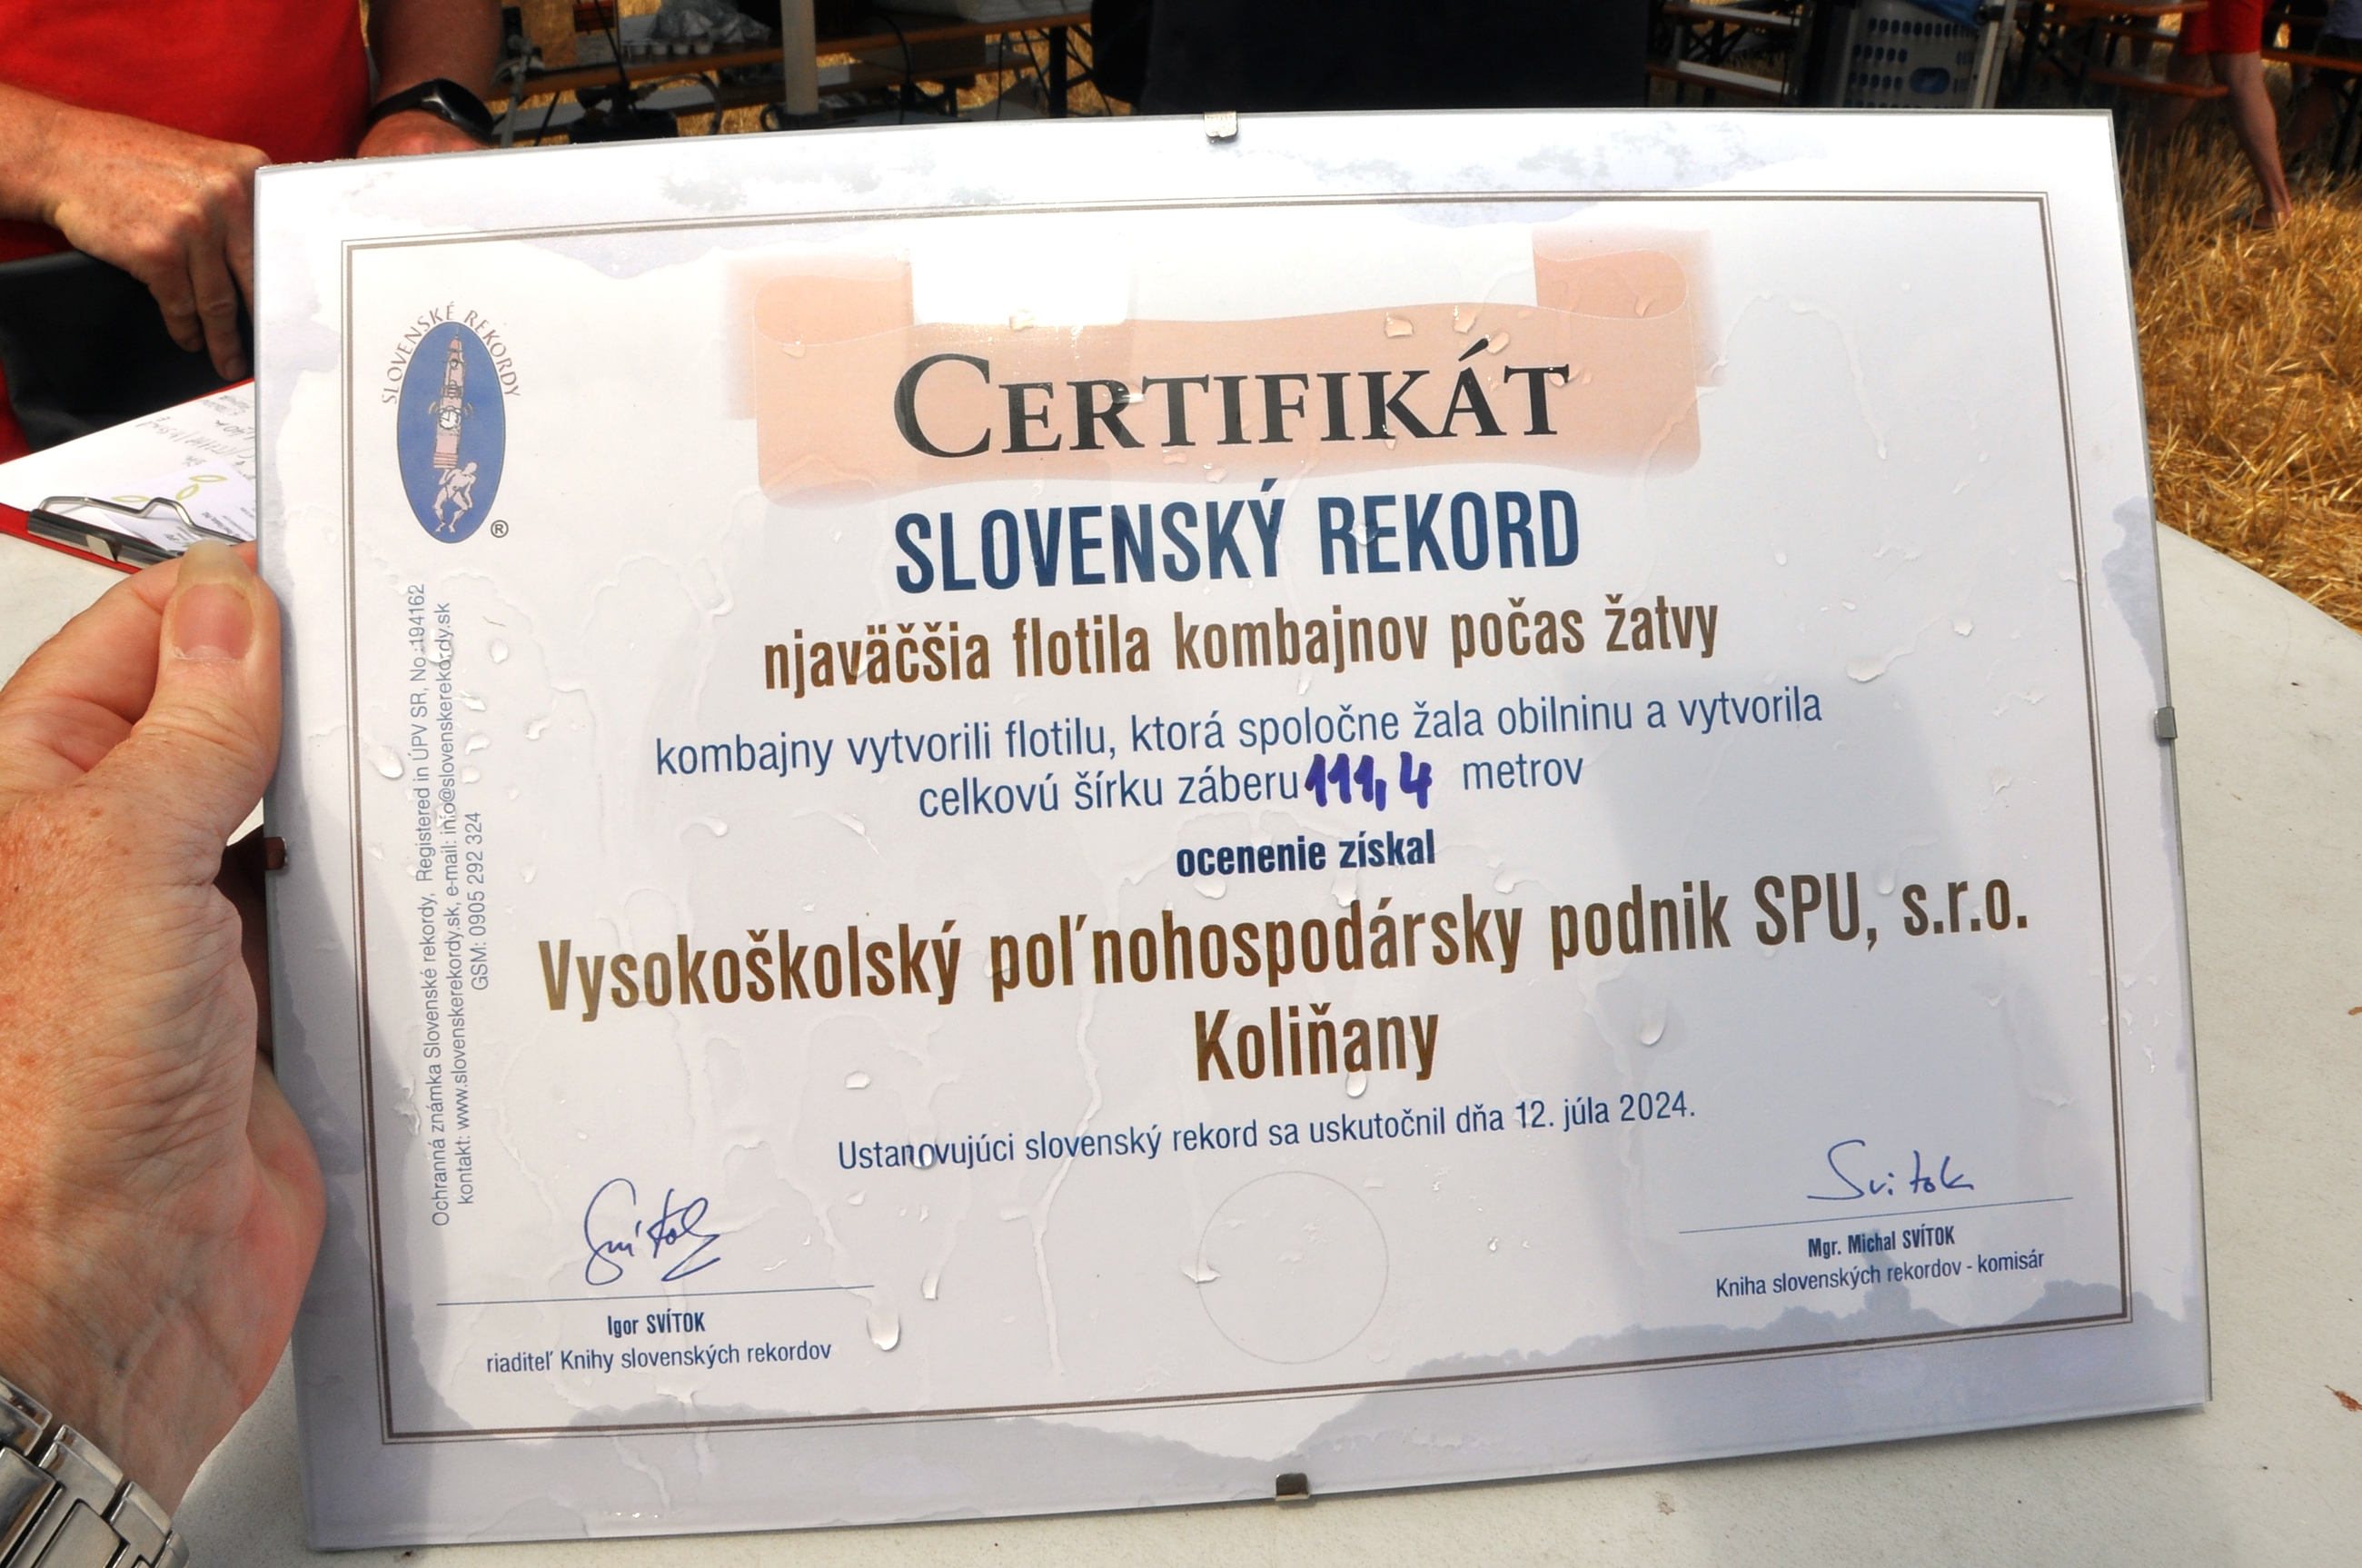 SLOVENSKÉ REKORDY
®
CERTIFIKÁT
SLOVENSKÝ REKORD
njaväčšia flotila kombajnov počas žatvy
kombajny vytvorili flotilu, ktorá spoločne žala obilninu a vytvorila
celkovú šírku záberu 111,4 metrov
ocenenie získal
Vysokoškolský poľnohospodársky podnik SPU, s.r.o.
Koliňany
Ustanovujúci slovenský rekord sa uskutočnil dňa 12. júla 2024.
Svitok
Igor SVÍTOK
riaditeľ Knihy slovenských rekordov
Svitok
Mgr. Michal SVÍTOK
Kniha slovenských rekordov - komisár
Ochranná známka Slovenské rekordy, Registered in ÚPV SR, No.:194162
kontakt: www.slovenskerekordy.sk, e-mail: info@slovenskerekordy.sk
GSM: 0905 292 324